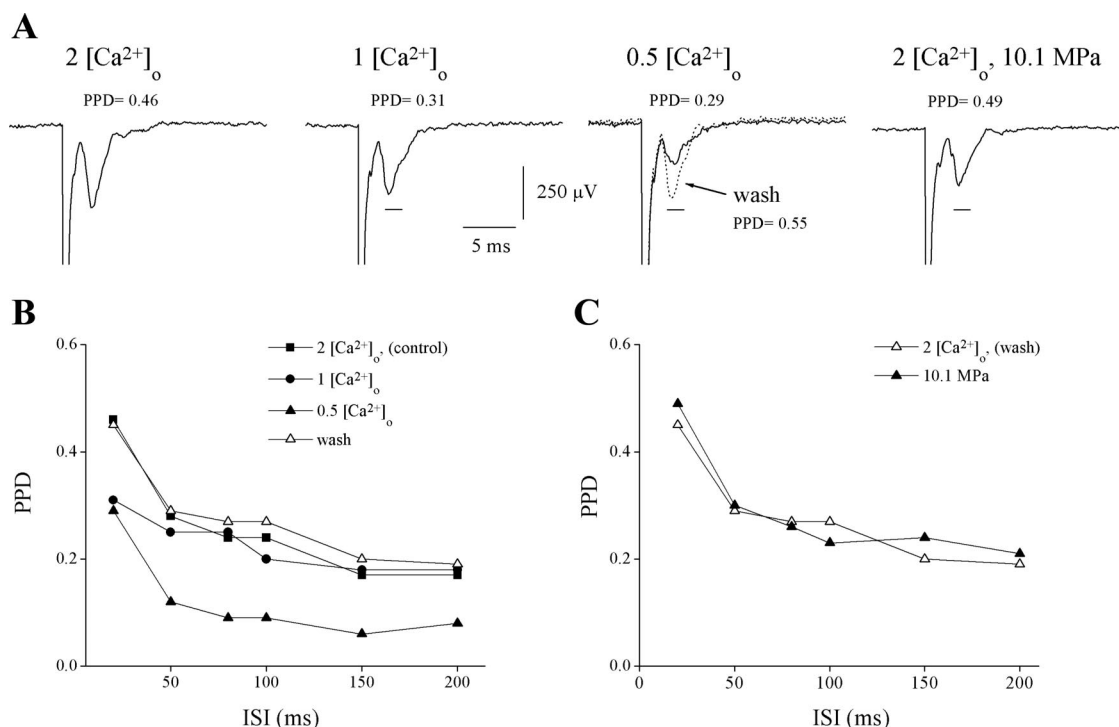 A
2 [Ca²⁺]ₒ
1 [Ca²⁺]ₒ
0.5 [Ca²⁺]ₒ
2 [Ca²⁺]ₒ, 10.1 MPa
PPD= 0.46
PPD= 0.31
PPD= 0.29
PPD= 0.49
250 µV
5 ms
wash
PPD= 0.55
B
2 [Ca²⁺]ₒ, (control)
1 [Ca²⁺]ₒ
0.5 [Ca²⁺]ₒ
wash
PPD
0.6
0.4
0.2
0.0
50
100
150
200
ISI (ms)
C
2 [Ca²⁺]ₒ, (wash)
10.1 MPa
PPD
0.6
0.4
0.2
0.0
0
50
100
150
200
ISI (ms)